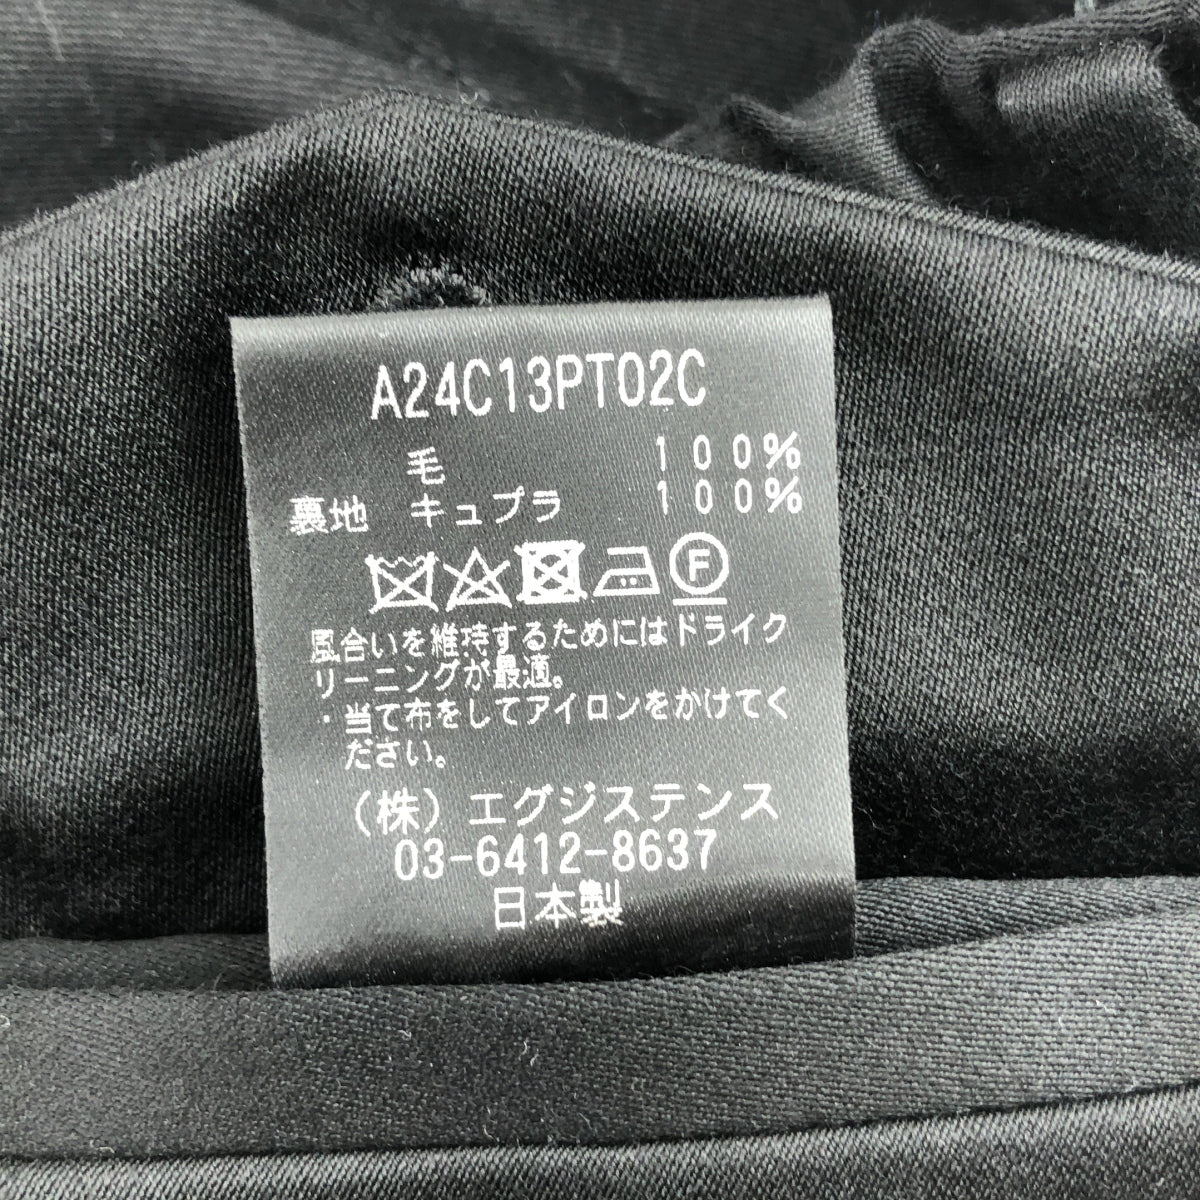 A24C13PT02C
毛 100%
裏地 キュプラ 100%
F
風合いを維持するためにはドライク
リーニングが最適。
・当て布をしてアイロンをかけてく
ださい。
(株) エグジステンス
03-6412-8637
日本製